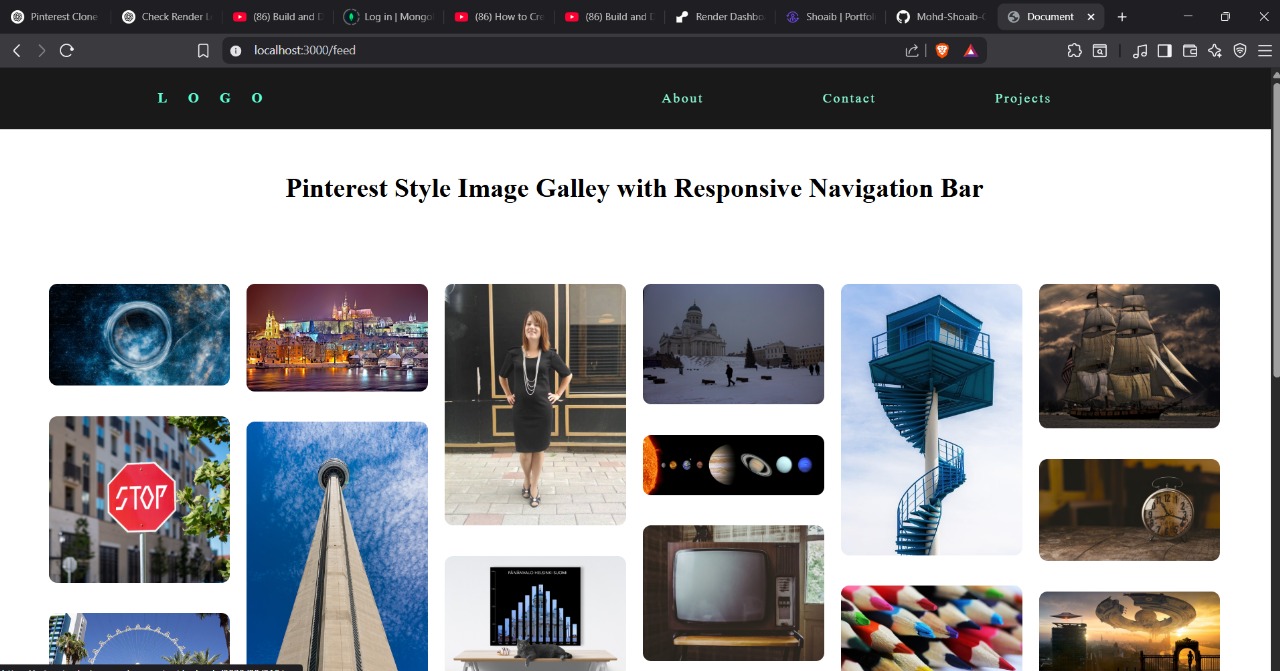 Pinterest Clone
Check Render L
(86) Build and D
Log in | Mongo
(86) How to Cre
(86) Build and D
Render Dashbo
Shoaib | Portfoli
Mohd-Shoaib-
Document
localhost:3000/feed
L O G O
About
Contact
Projects
Pinterest Style Image Galley with Responsive Navigation Bar
STOP